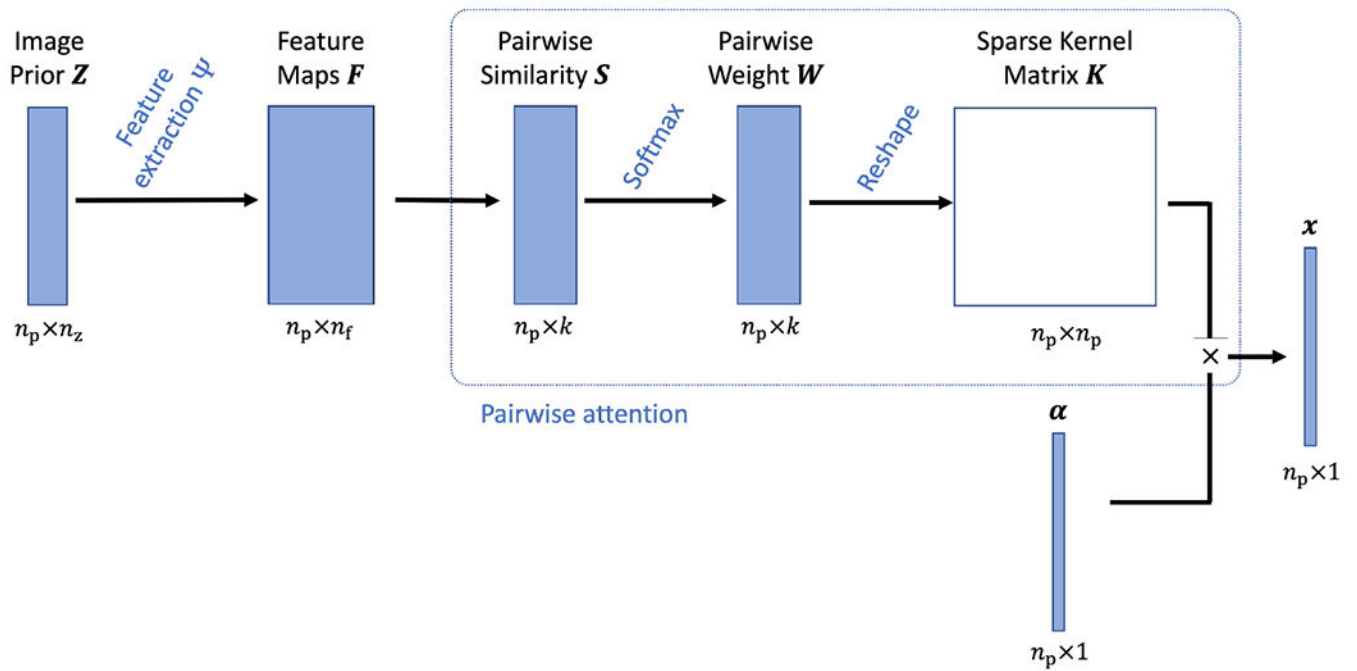 Image
Prior Z
Feature
extraction Ψ
Feature
Maps F
Pairwise
Similarity S
Softmax
Pairwise
Weight W
Reshape
Sparse Kernel
Matrix K
n_p×n_z
n_p×n_f
n_p×k
n_p×k
n_p×n_p
×
Pairwise attention
α
n_p×1
x
n_p×1